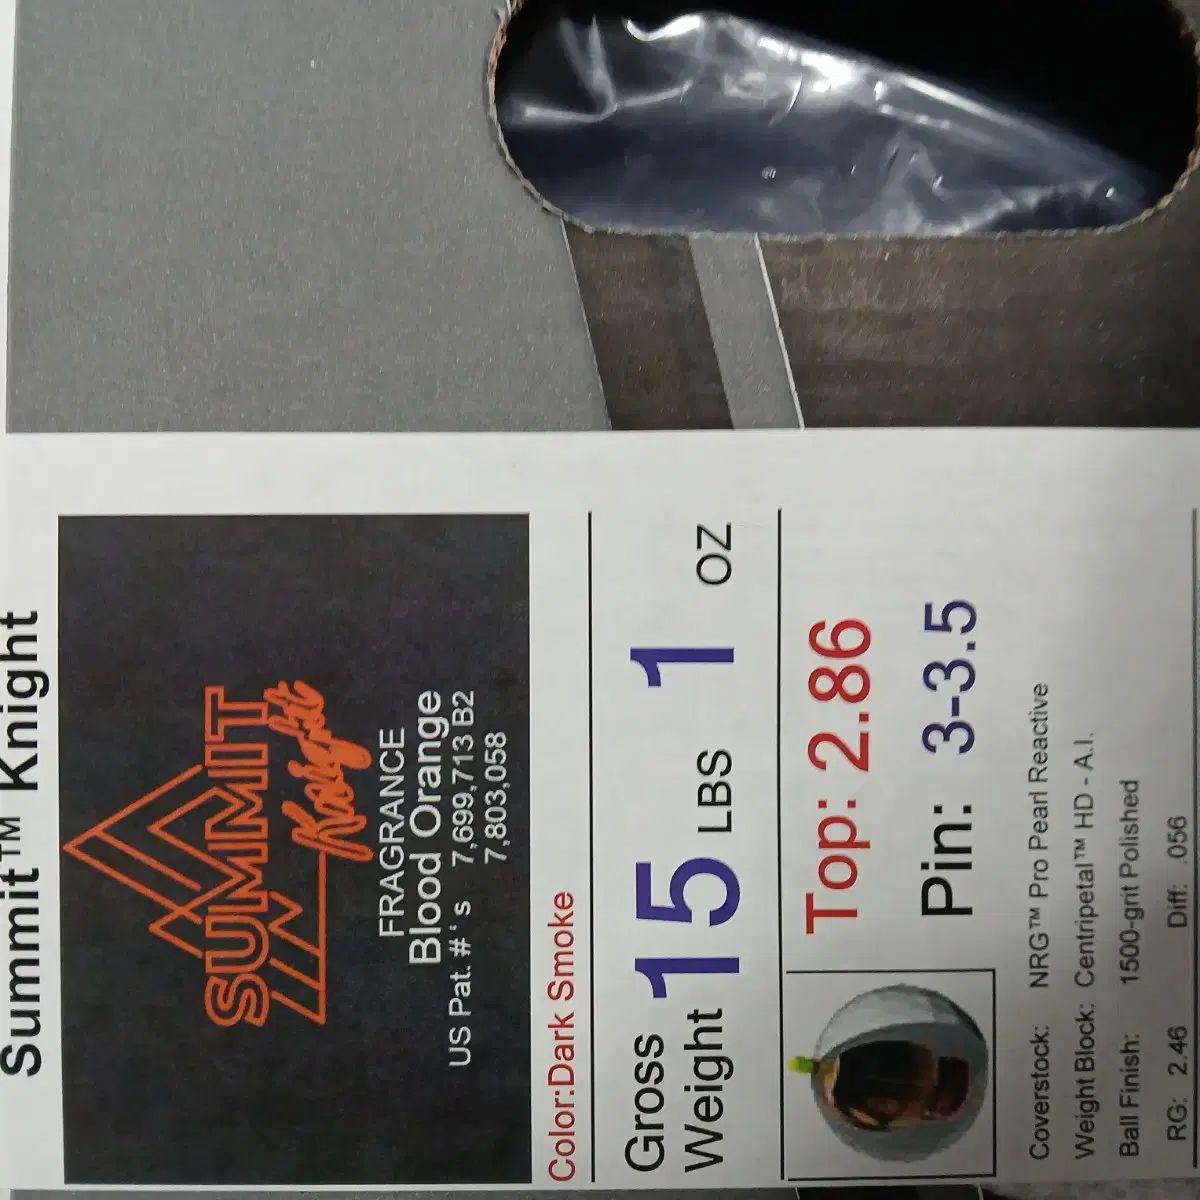 Summit™ Knight
SUMMIT
Knight
FRAGRANCE
Blood Orange
US Pat. #'s 7,699,713 B2
7,803,058
Color:Dark Smoke
Gross Weight 15 LBS 1 OZ
Top: 2.86
Pin: 3-3.5
Coverstock: NRG™ Pro Pearl Reactive
Weight Block: Centripetal™ HD - A.I.
Ball Finish: 1500-grit Polished
RG: 2.46 Diff: .056